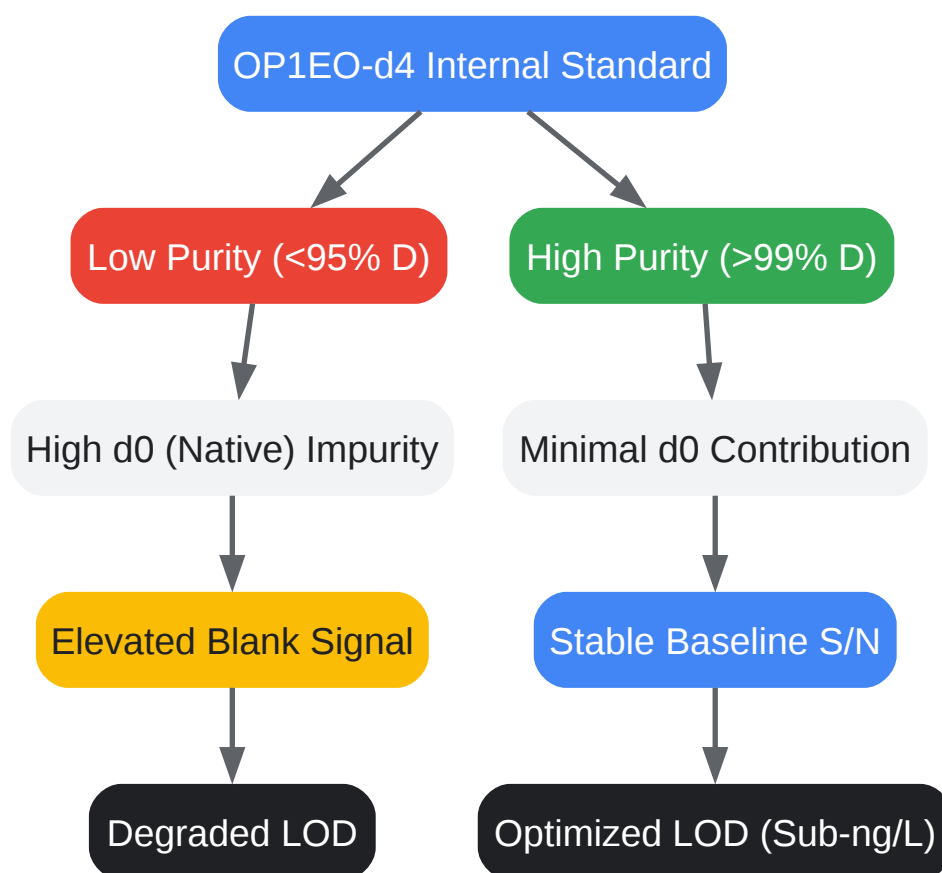 OP1EO-d4 Internal Standard
Low Purity (<95% D)
High Purity (>99% D)
High d0 (Native) Impurity
Minimal d0 Contribution
Elevated Blank Signal
Stable Baseline S/N
Degraded LOD
Optimized LOD (Sub-ng/L)